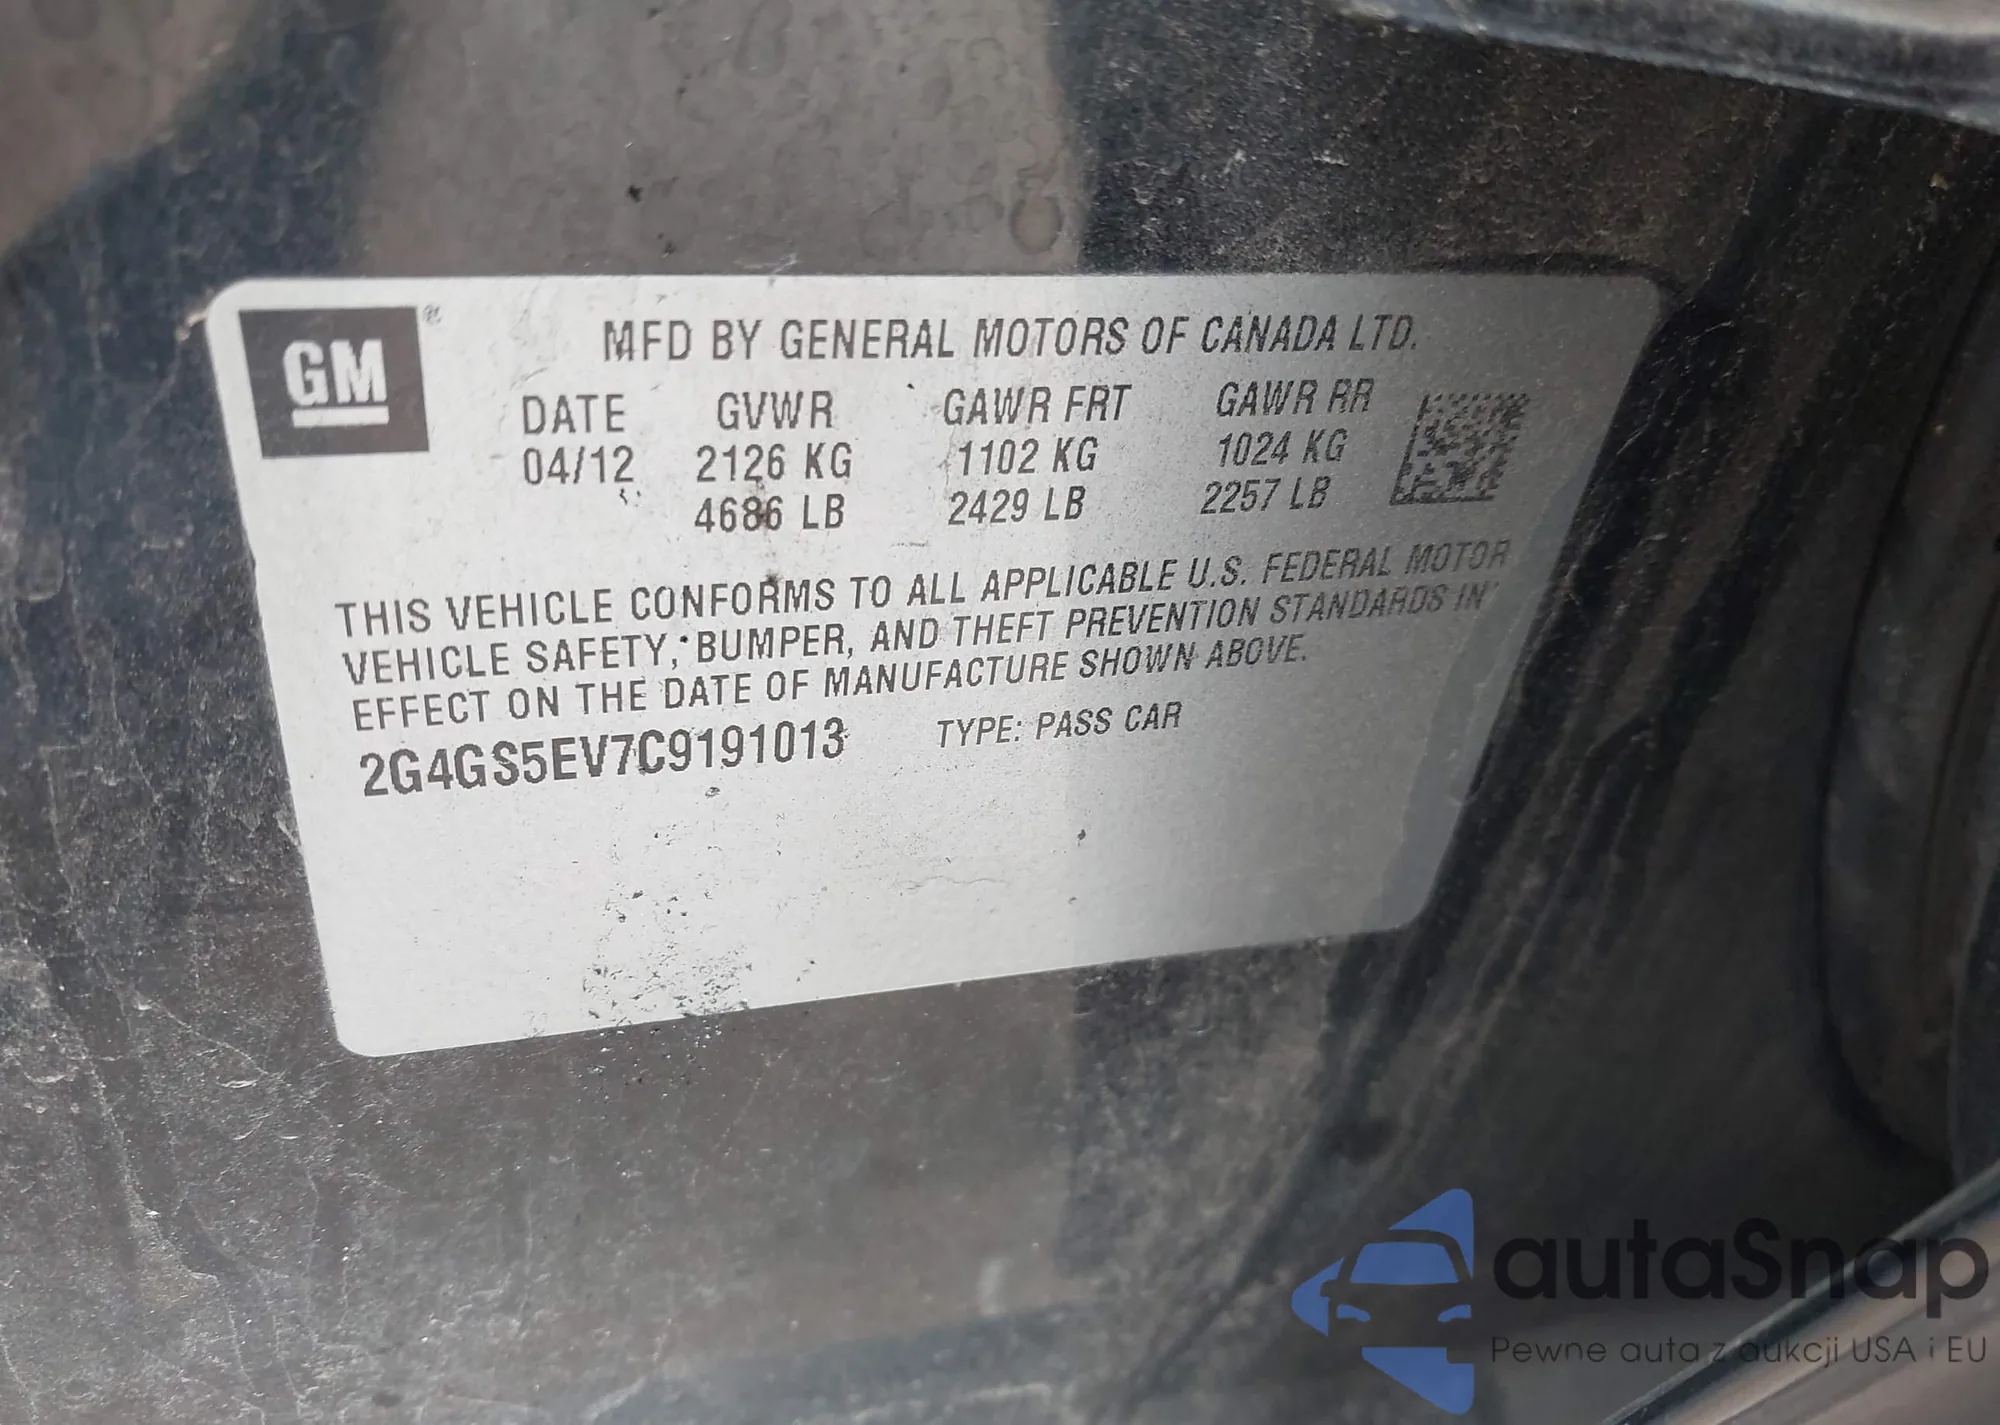 GM ®
MFD BY GENERAL MOTORS OF CANADA LTD.
DATE GVWR GAWR FRT GAWR RR
04/12 2126 KG 1102 KG 1024 KG
4686 LB 2429 LB 2257 LB
THIS VEHICLE CONFORMS TO ALL APPLICABLE U.S. FEDERAL MOTOR
VEHICLE SAFETY, BUMPER, AND THEFT PREVENTION STANDARDS IN
EFFECT ON THE DATE OF MANUFACTURE SHOWN ABOVE.
2G4GS5EV7C9191013 TYPE: PASS CAR
autaSnap
Pewne auta z aukcji USA i EU